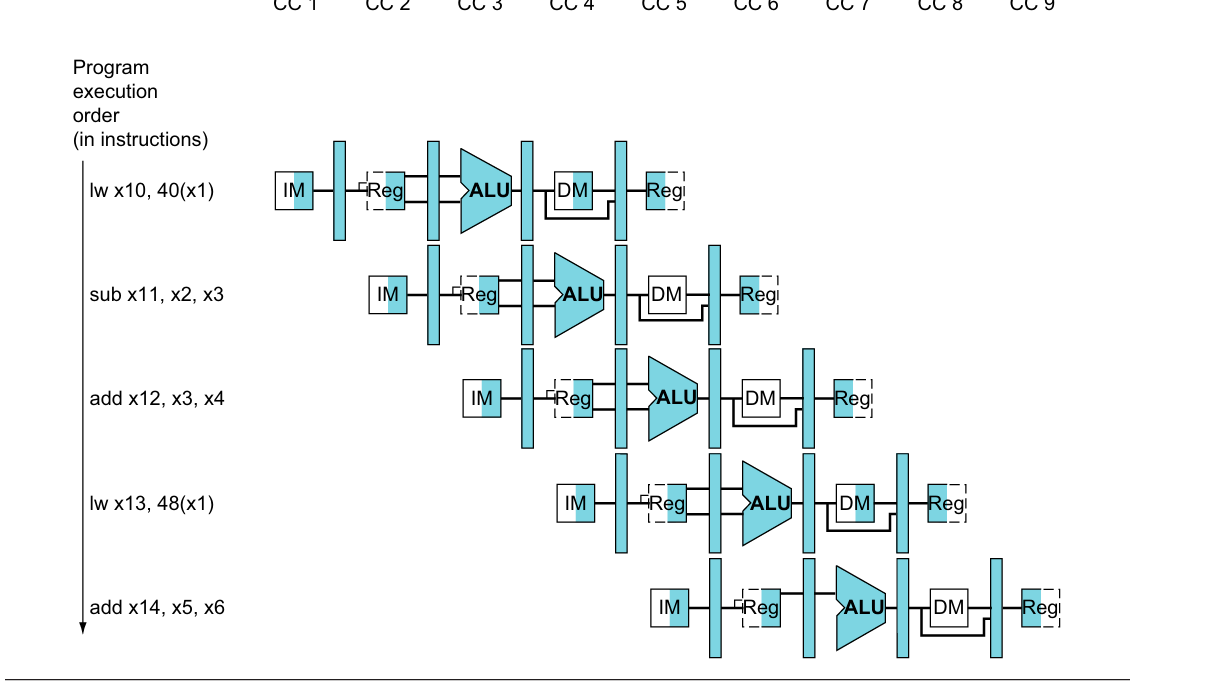 CC 1 CC 2 CC 3 CC 4 CC 5 CC 6 CC 7 CC 8 CC 9
Program
execution
order
(in instructions)
lw x10, 40(x1) IM Reg ALU DM Reg
sub x11, x2, x3 IM Reg ALU DM Reg
add x12, x3, x4 IM Reg ALU DM Reg
lw x13, 48(x1) IM Reg ALU DM Reg
add x14, x5, x6 IM Reg ALU DM Reg